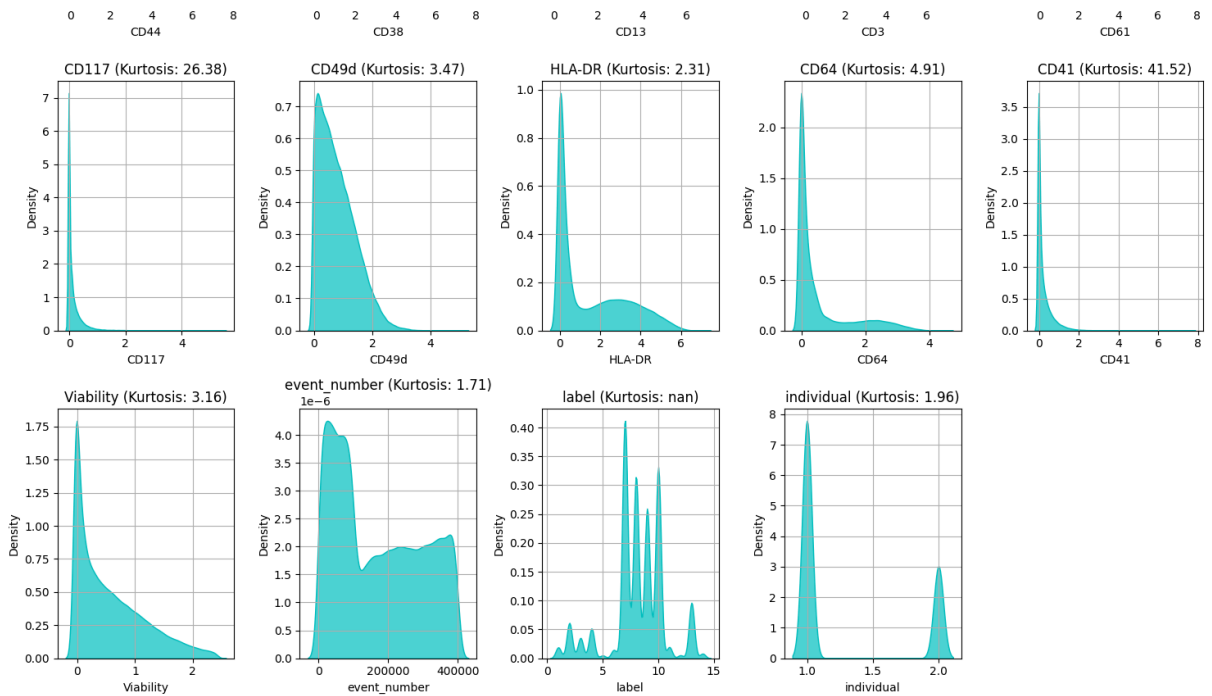 0 2 4 6 8 0 2 4 6 8 0 2 4 6 0 2 4 6 0 2 4 6 8
CD44 CD38 CD13 CD3 CD61
CD117 (Kurtosis: 26.38) CD49d (Kurtosis: 3.47) HLA-DR (Kurtosis: 2.31) CD64 (Kurtosis: 4.91) CD41 (Kurtosis: 41.52)
Density
7
6
5
4
3
2
1
0
0 2 4
CD117
Density
0.7
0.6
0.5
0.4
0.3
0.2
0.1
0.0
0 2 4
CD49d
Density
1.0
0.8
0.6
0.4
0.2
0.0
0 2 4 6
HLA-DR
Density
2.0
1.5
1.0
0.5
0.0
0 2 4
CD64
Density
3.5
3.0
2.5
2.0
1.5
1.0
0.5
0.0
0 2 4 6 8
CD41
Viability (Kurtosis: 3.16) event_number (Kurtosis: 1.71) label (Kurtosis: nan) individual (Kurtosis: 1.96)
Density
1.75
1.50
1.25
1.00
0.75
0.50
0.25
0.00
0 1 2
Viability
1e−6
Density
4.0
3.5
3.0
2.5
2.0
1.5
1.0
0.5
0.0
0 200000 400000
event_number
Density
0.40
0.35
0.30
0.25
0.20
0.15
0.10
0.05
0.00
0 5 10 15
label
Density
8
7
6
5
4
3
2
1
0
1.0 1.5 2.0
individual